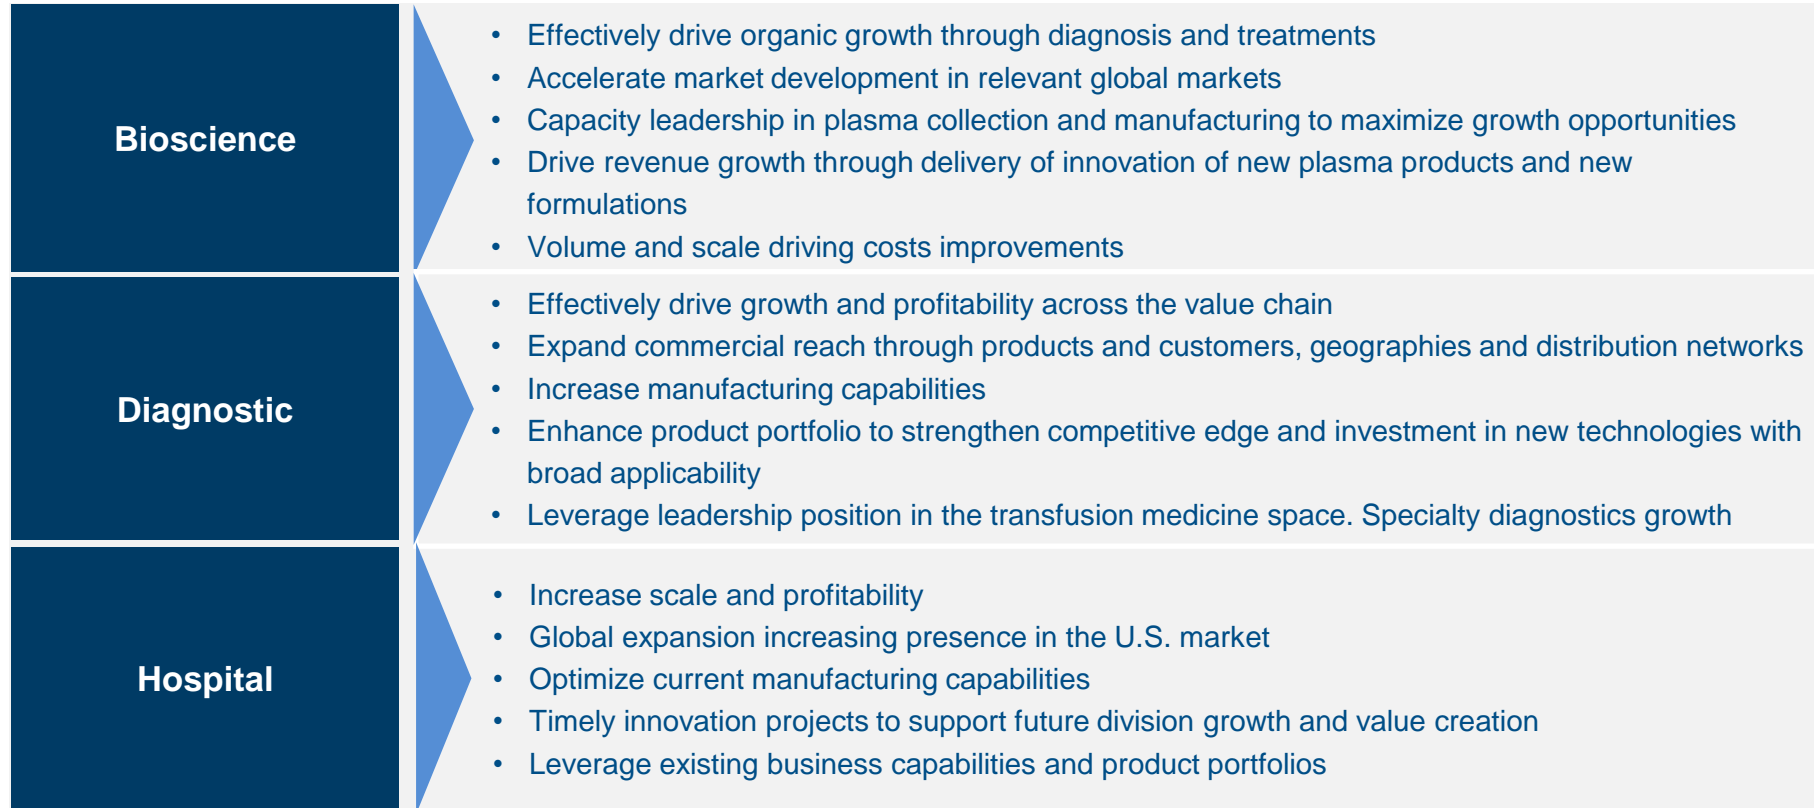 Bioscience
• Effectively drive organic growth through diagnosis and treatments
• Accelerate market development in relevant global markets
• Capacity leadership in plasma collection and manufacturing to maximize growth opportunities
• Drive revenue growth through delivery of innovation of new plasma products and new
formulations
• Volume and scale driving costs improvements
Diagnostic
• Effectively drive growth and profitability across the value chain
• Expand commercial reach through products and customers, geographies and distribution networks
• Increase manufacturing capabilities
• Enhance product portfolio to strengthen competitive edge and investment in new technologies with
broad applicability
• Leverage leadership position in the transfusion medicine space. Specialty diagnostics growth
Hospital
• Increase scale and profitability
• Global expansion increasing presence in the U.S. market
• Optimize current manufacturing capabilities
• Timely innovation projects to support future division growth and value creation
• Leverage existing business capabilities and product portfolios